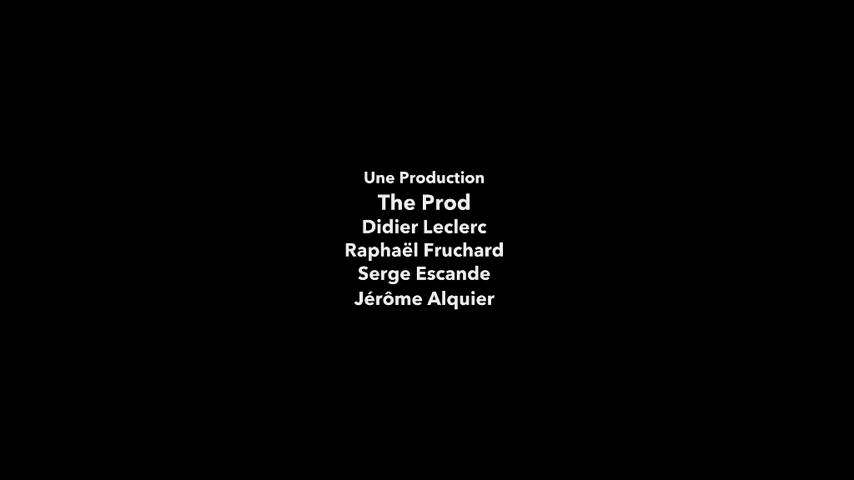 Une Production
The Prod
Didier Leclerc
Raphaël Fruchard
Serge Escande
Jérôme Alquier